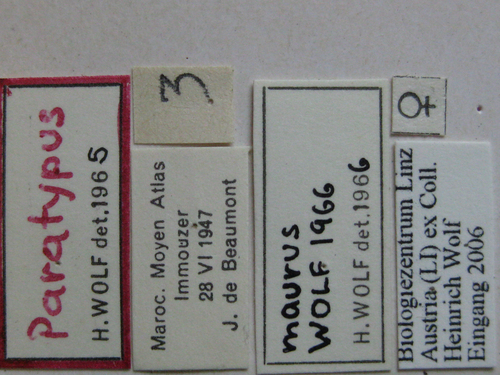 Paratypus
H. WOLF det. 1965
3
Maroc. Moyen Atlas
Immouzer
28 VI 1947
J. de Beaumont
maurus
WOLF 1966
H. WOLF det. 1966
♀
Biologiezentrum Linz
Austria (LI) ex Coll.
Heinrich Wolf
Eingang 2006